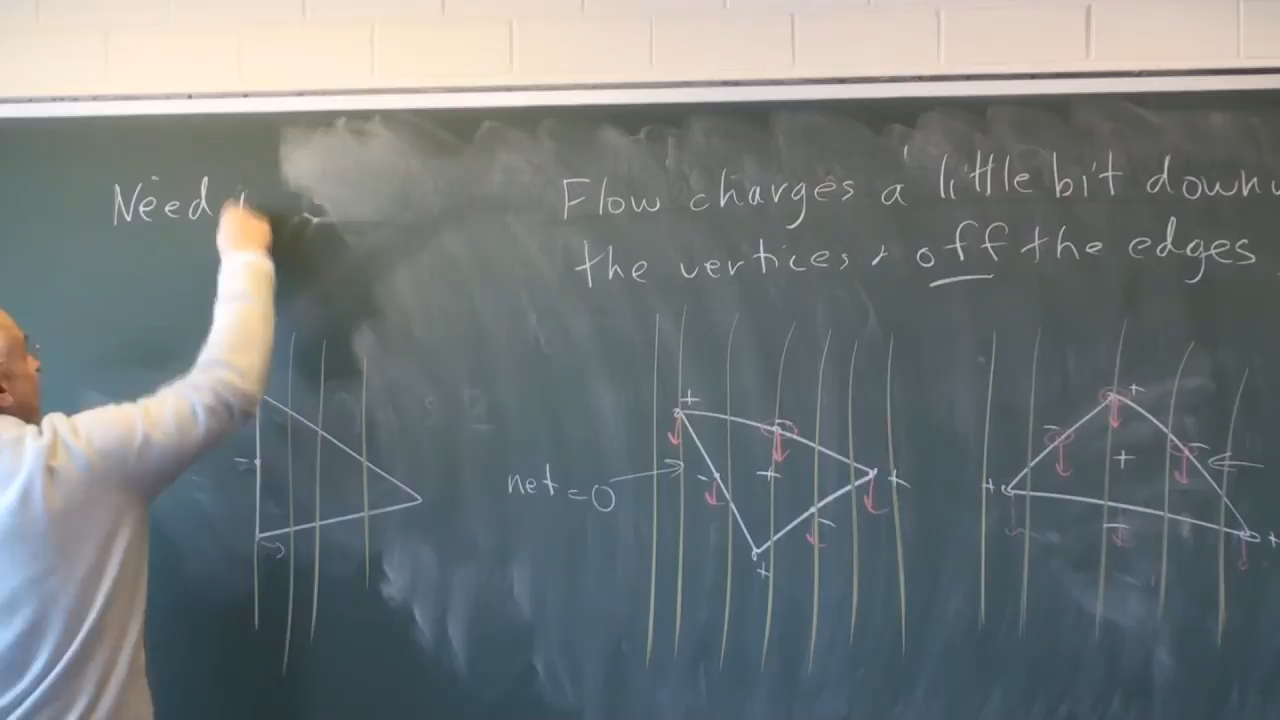 Need
Flow charges a little bit down
the vertices, + off the edges
net = 0